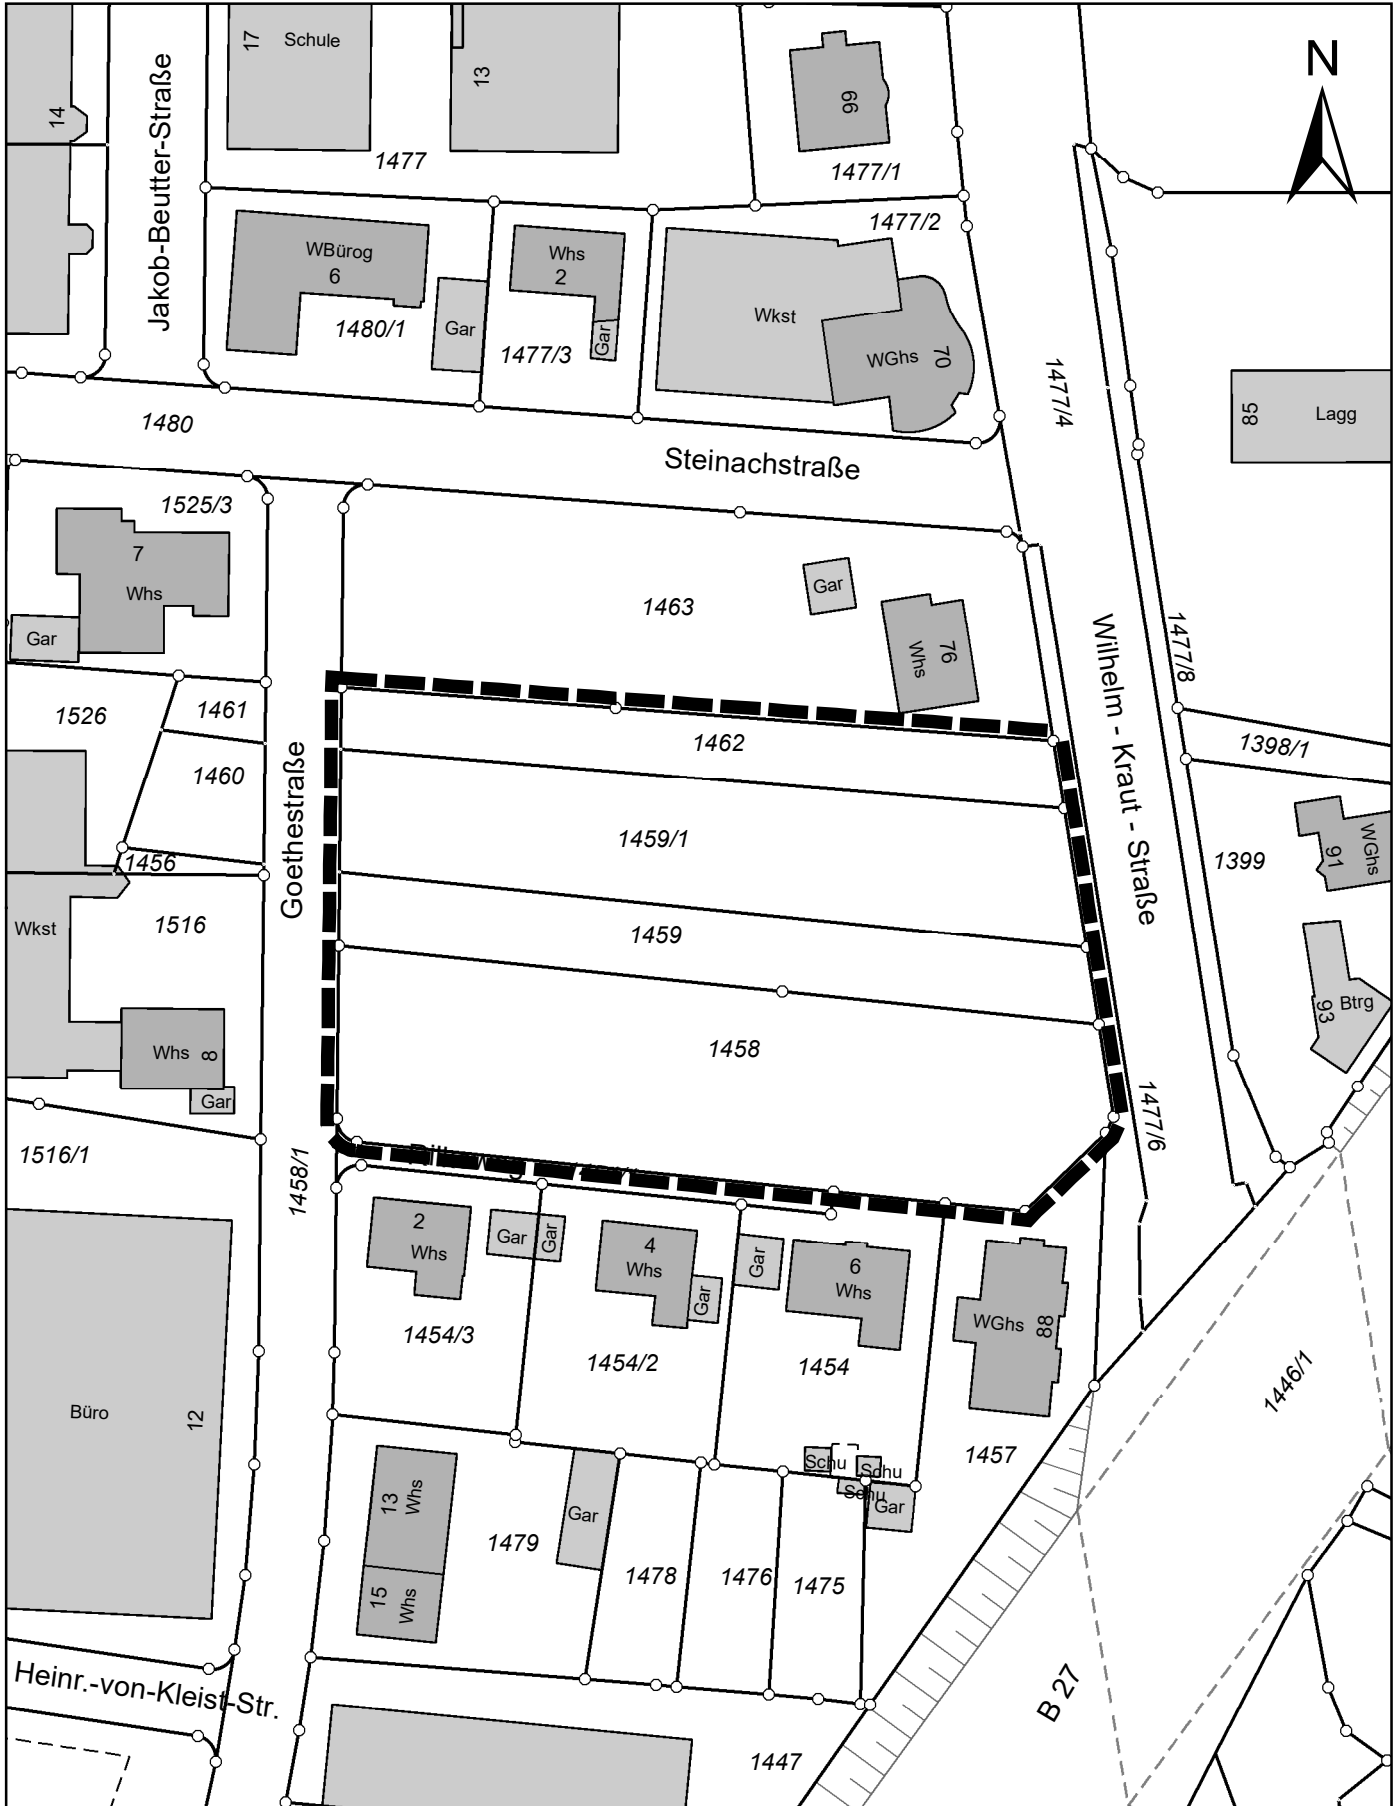 N
17
Schule
13
14
Jakob-Beutter-Straße
1477
99
1477/1
1477/2
WBürog
6
1480/1
Gar
Whs
2
Gar
1477/3
Wkst
WGhs
70
1477/4
85
Lagg
1480
Steinachstraße
1525/3
7
Whs
Gar
1463
Gar
76
Whs
Wilhelm - Kraut - Straße
1477/8
1526
1461
1462
1398/1
1460
Goethestraße
1459/1
1456
1399
91
WGhs
Wkst
1516
1459
93
Btrg
Whs
8
Gar
1458
1477/6
1516/1
1458/1
2
Whs
Gar
Gar
4
Whs
Gar
Gar
6
Whs
WGhs
88
1454/3
1454/2
1454
1446/1
Büro
12
1457
Schu
Schu
Schu
Gar
13
Whs
Gar
1479
15
Whs
1478
1476
1475
Heinr.-von-Kleist-Str.
B 27
1447